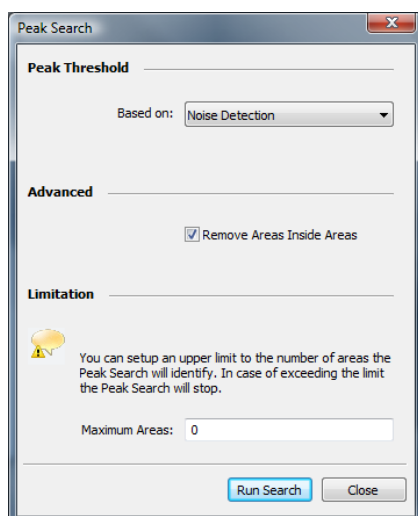 Peak Search
Peak Threshold
Based on: Noise Detection
Advanced
Remove Areas Inside Areas
Limitation
You can setup an upper limit to the number of areas the
Peak Search will identify. In case of exceeding the limit
the Peak Search will stop.
Maximum Areas: 0
Run Search Close